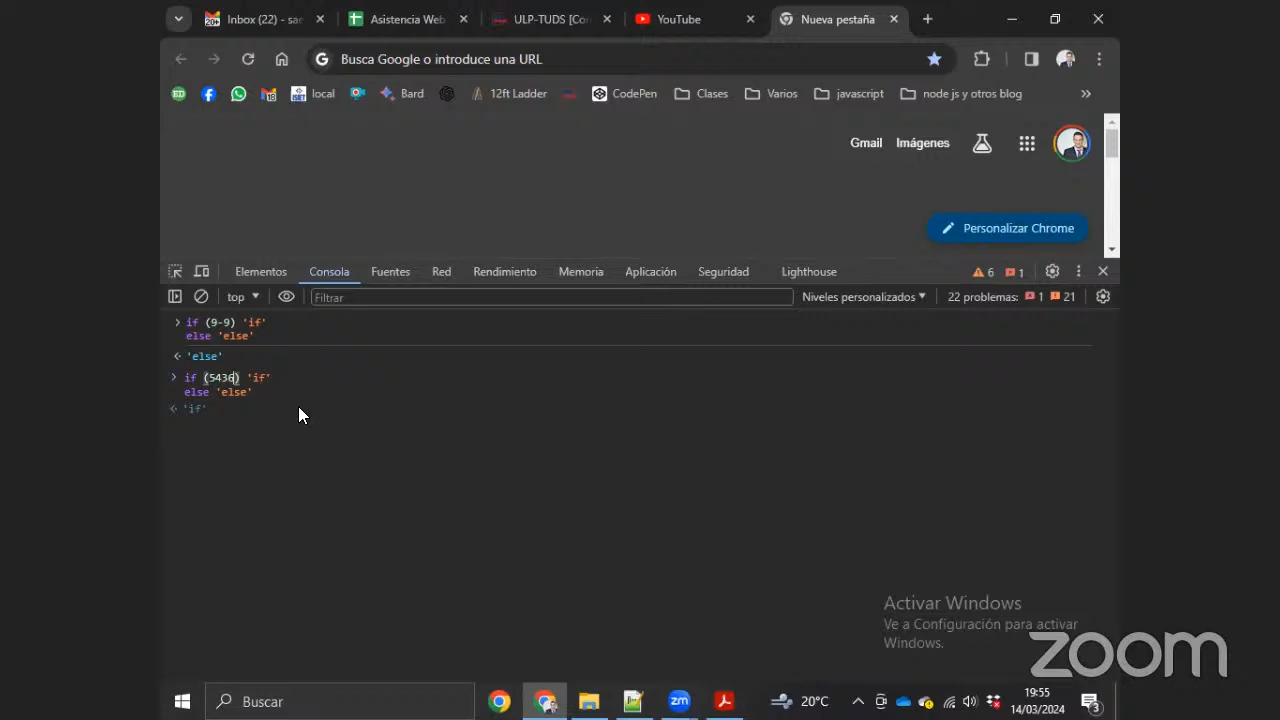 Inbox (22) - sae
Asistencia Web
ULP-TUDS [Co
YouTube
Nueva pestaña
Busca Google o introduce una URL
local
Bard
12ft Ladder
CodePen
Clases
Varios
javascript
node js y otros blog
Gmail
Imágenes
Personalizar Chrome
Elementos
Consola
Fuentes
Red
Rendimiento
Memoria
Aplicación
Seguridad
Lighthouse
6
1
top
Filtrar
Niveles personalizados
22 problemas:
1
21
if (9-9) 'if'
else 'else'
'else'
if (5436) 'if'
else 'else'
'if'
Activar Windows
Ve a Configuración para activar
Windows.
zoom
Buscar
zm
20°C
19:55
14/03/2024
3